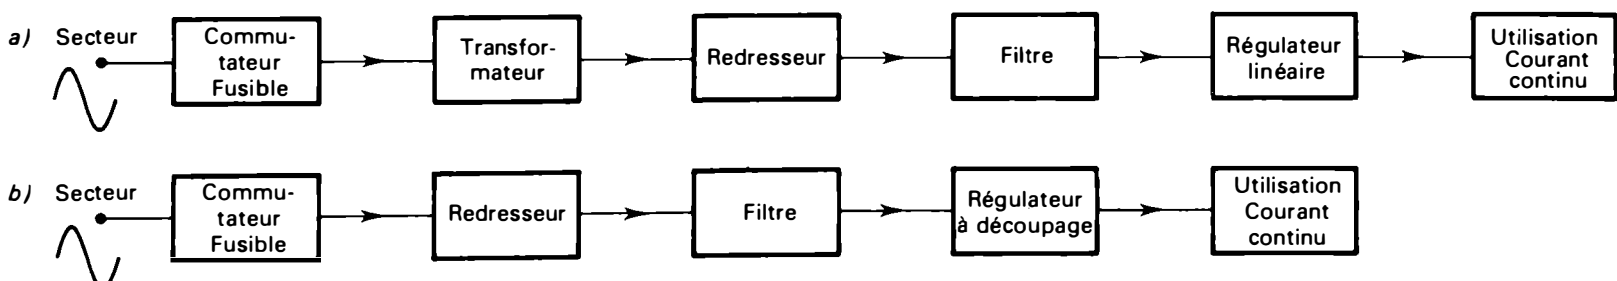 a) Secteur
Commu-
tateur
Fusible
Transfor-
mateur
Redresseur
Filtre
Régulateur
linéaire
Utilisation
Courant
continu
b) Secteur
Commu-
tateur
Fusible
Redresseur
Filtre
Régulateur
à découpage
Utilisation
Courant
continu